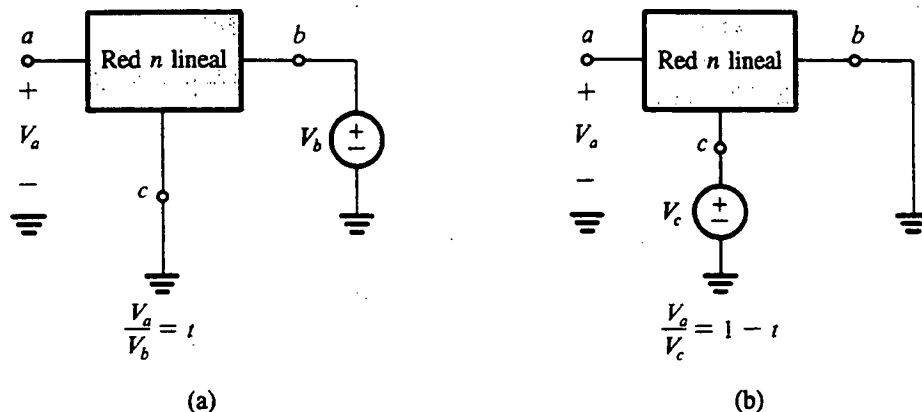 a
Red n lineal
b
+
V_a
−
V_b
+
−
c
V_a
/
V_b = t
(a)
a
Red n lineal
b
+
V_a
−
c
V_c
+
−
V_a
/
V_c = 1 − t
(b)